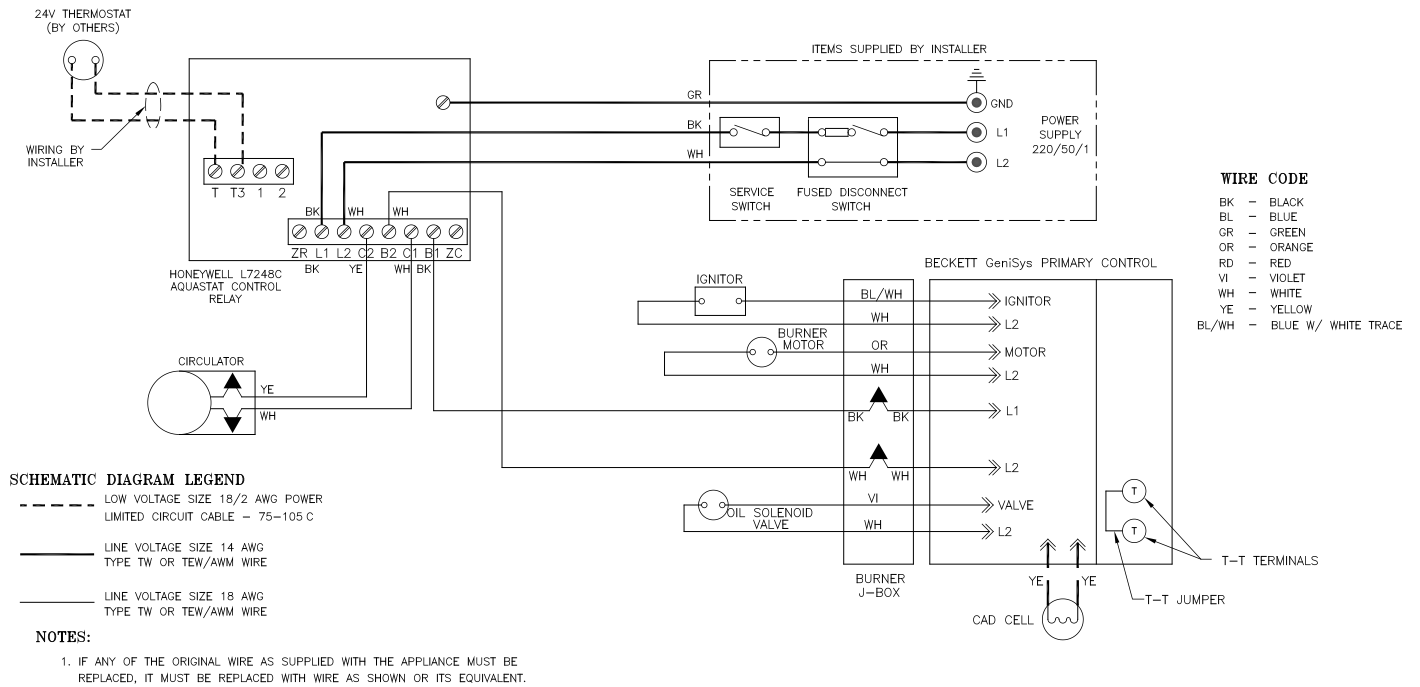 24V THERMOSTAT
(BY OTHERS)
WIRING BY
INSTALLER
T T3 1 2
BK WH WH
ZR L1 L2 C2 B2 C1 B1 ZC
BK YE WH BK
HONEYWELL L7248C
AQUASTAT CONTROL
RELAY
ITEMS SUPPLIED BY INSTALLER
GR
GND
BK
L1
WH
L2
POWER
SUPPLY
220/50/1
SERVICE
SWITCH
FUSED DISCONNECT
SWITCH
WIRE CODE
BK – BLACK
BL – BLUE
GR – GREEN
OR – ORANGE
RD – RED
VI – VIOLET
WH – WHITE
YE – YELLOW
BL/WH – BLUE W/ WHITE TRACE
BECKETT GeniSys PRIMARY CONTROL
IGNITOR
BL/WH
IGNITOR
WH
L2
BURNER
MOTOR
OR
MOTOR
WH
L2
BK BK
L1
WH WH
L2
OIL SOLENOID
VALVE
VI
VALVE
WH
L2
BURNER
J-BOX
T
T
T-T TERMINALS
T-T JUMPER
YE YE
CAD CELL
CIRCULATOR
YE
WH
SCHEMATIC DIAGRAM LEGEND
LOW VOLTAGE SIZE 18/2 AWG POWER
LIMITED CIRCUIT CABLE – 75-105 C
LINE VOLTAGE SIZE 14 AWG
TYPE TW OR TEW/AWM WIRE
LINE VOLTAGE SIZE 18 AWG
TYPE TW OR TEW/AWM WIRE
NOTES:
1. IF ANY OF THE ORIGINAL WIRE AS SUPPLIED WITH THE APPLIANCE MUST BE
REPLACED, IT MUST BE REPLACED WITH WIRE AS SHOWN OR ITS EQUIVALENT.